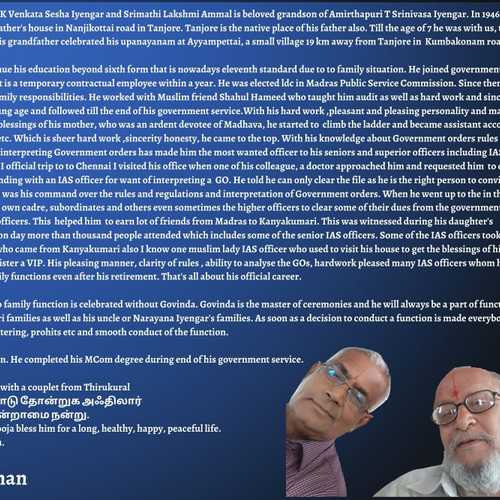 K Venkata Sesha Iyengar and Srimathi Lakshmi Ammal is beloved grandson of Amirthapuri T Srinivasa Iyengar. In 1946
ather's house in Nanjikottai road in Tanjore. Tanjore is the native place of his father also. Till the age of 7 he was with us, t
is grandfather celebrated his upanayanam at Ayyampettai, a small village 19 km away from Tanjore in Kumbakonam road
nue his education beyond sixth form that is nowadays eleventh standard due to to family situation. He joined government
t is a temporary contractual employee within a year. He was elected ldc in Madras Public Service Commission. Since then
mily responsibilities. He worked with Muslim friend Shahul Hameed who taught him audit as well as hard work and sinc
ng age and followed till the end of his government service.With his hard work ,pleasant and pleasing personality and ma
blessings of his mother, who was an ardent devotee of Madhava, he started to climb the ladder and became assistant acco
etc. Which is sheer hard work ,sincerity honesty, he came to the top. With his knowledge about Government orders rules
interpreting Government orders has made him the most wanted officer to his seniors and superior officers including IAS
I official trip to Chennai I visited his office when one of his colleague, a doctor approached him and requested him to c
nding with an IAS officer for want of interpreting a GO. He told he can only clear the file as he is the right person to convi
was his command over the rules and regulations and interpretation of Government orders. When he went up to the in th
own cadre, subordinates and others even sometimes the higher officers to clear some of their dues from the government
officers. This helped him to earn lot of friends from Madras to Kanyakumari. This was witnessed during his daughter's
on day more than thousand people attended which includes some of the senior IAS officers. Some of the IAS officers took
who came from Kanyakumari also I know one muslim lady IAS officer who used to visit his house to get the blessings of hi
ister a VIP. His pleasing manner, clarity of rules , ability to analyse the GOs, hardwork pleased many IAS officers whom h
ily functions even after his retirement. That's all about his official career.
o family function is celebrated without Govinda. Govinda is the master of ceremonies and he will always be a part of funct
ri families as well as his uncle or Narayana Iyengar's families. As soon as a decision to conduct a function is made everybo
tering, prohits etc and smooth conduct of the function.
n. He completed his MCom degree during end of his government service.
with a couplet from Thirukural
ொடு தோன்றுக அஃதிலார்
ன்றாமை நன்று.
ooja bless him for a long, healthy, happy, peaceful life.
a.
nan